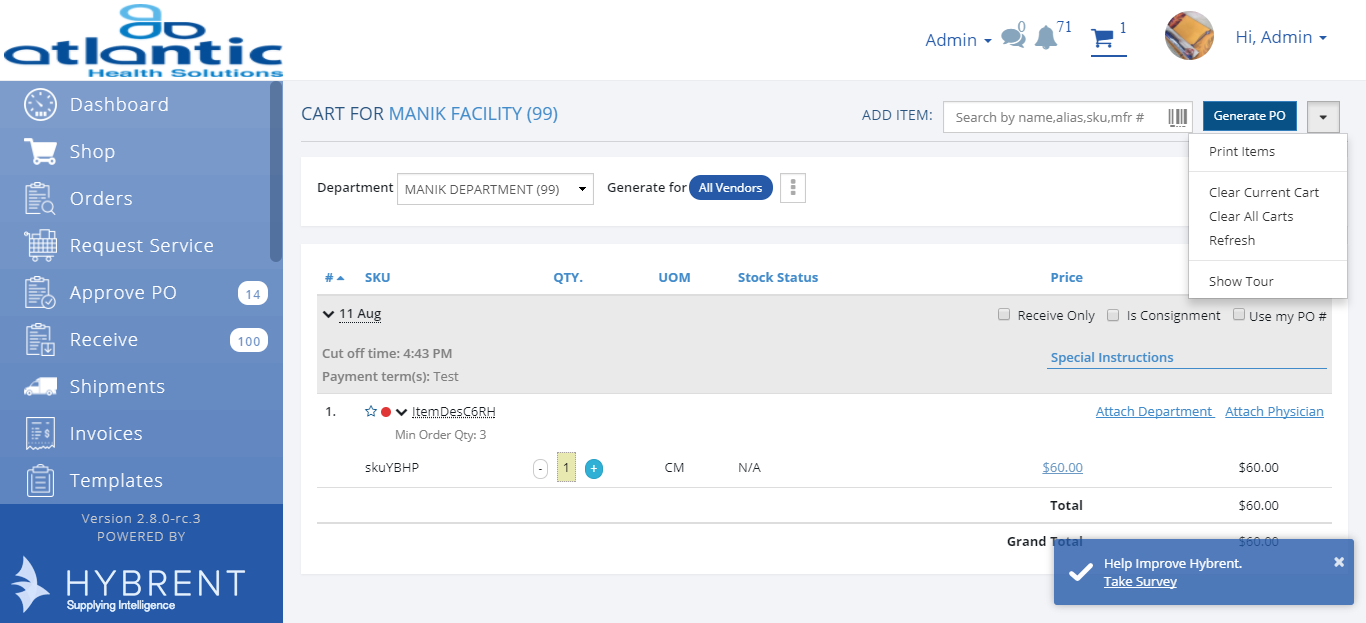 atlantic
Health Solutions
Admin
0
71
1
Hi, Admin
Dashboard
Shop
Orders
Request Service
Approve PO 14
Receive 100
Shipments
Invoices
Templates
Version 2.8.0-rc.3
POWERED BY
HYBRENT
Supplying Intelligence
CART FOR MANIK FACILITY (99)
ADD ITEM: Search by name,alias,sku,mfr # Generate PO
Print Items
Clear Current Cart
Clear All Carts
Refresh
Show Tour
Department MANIK DEPARTMENT (99) Generate for All Vendors
# SKU QTY. UOM Stock Status Price
11 Aug Receive Only Is Consignment Use my PO #
Cut off time: 4:43 PM
Special Instructions
Payment term(s): Test
1. ItemDesC6RH Attach Department Attach Physician
Min Order Qty: 3
skuYBHP - 1 + CM N/A $60.00 $60.00
Total $60.00
Grand Total $60.00
Help Improve Hybrent.
Take Survey